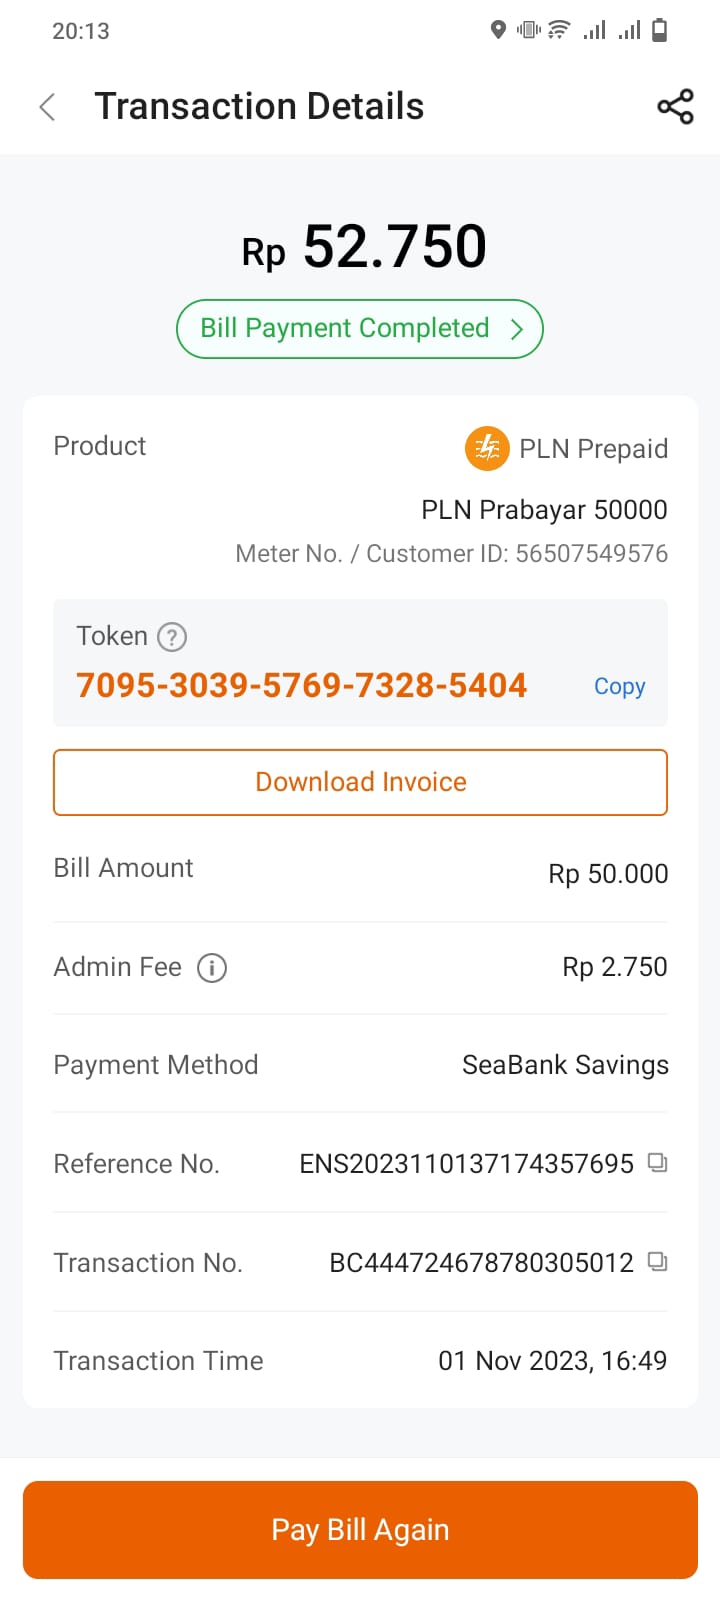 20:13
Transaction Details
Rp 52.750
Bill Payment Completed
Product
PLN Prepaid
PLN Prabayar 50000
Meter No. / Customer ID: 56507549576
Token
7095-3039-5769-7328-5404 Copy
Download Invoice
Bill Amount Rp 50.000
Admin Fee Rp 2.750
Payment Method SeaBank Savings
Reference No. ENS2023110137174357695
Transaction No. BC444724678780305012
Transaction Time 01 Nov 2023, 16:49
Pay Bill Again